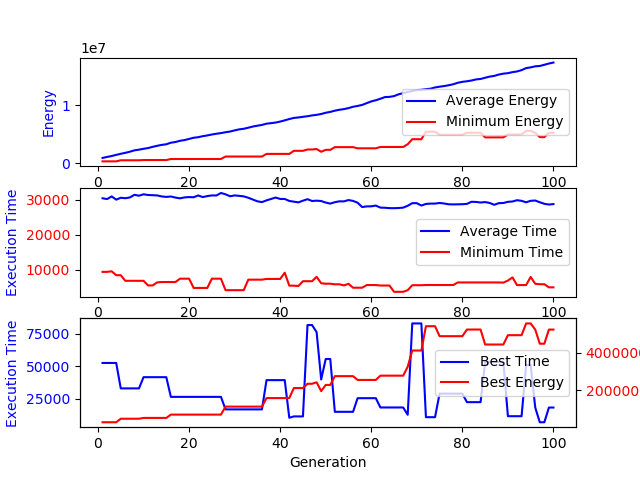 1e7
Energy
1
0
Average Energy
Minimum Energy
0 20 40 60 80 100
Execution Time
30000
20000
10000
Average Time
Minimum Time
0 20 40 60 80 100
Execution Time
75000
50000
25000
Best Time
Best Energy
4000000
2000000
0 20 40 60 80 100
Generation